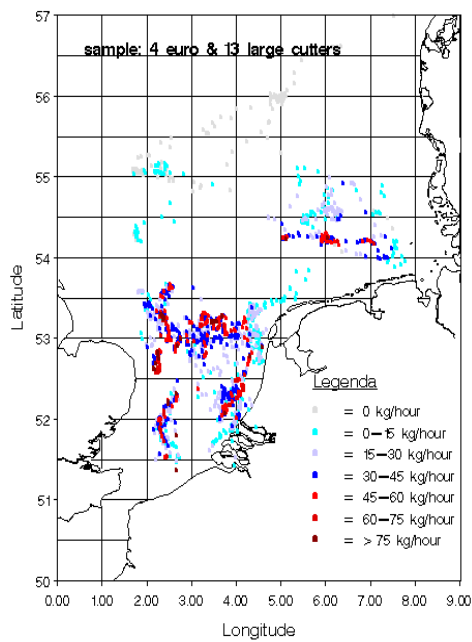 57
sample: 4 euro & 13 large cutters
56
55
54
53
52
51
50
Latitude
Legenda
= 0 kg/hour
= 0–15 kg/hour
= 15–30 kg/hour
= 30–45 kg/hour
= 45–60 kg/hour
= 60–75 kg/hour
= > 75 kg/hour
0.00 1.00 2.00 3.00 4.00 5.00 6.00 7.00 8.00 9.00
Longitude